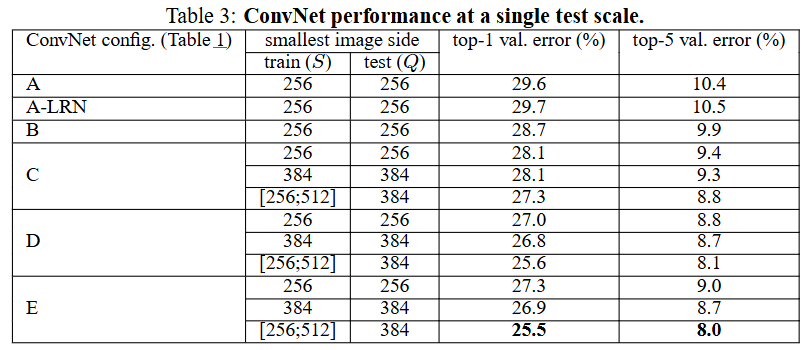 Table 3: ConvNet performance at a single test scale.
ConvNet config. (Table 1) smallest image side top-1 val. error (%) top-5 val. error (%)
train (S) test (Q)
A 256 256 29.6 10.4
A-LRN 256 256 29.7 10.5
B 256 256 28.7 9.9
C 256 256 28.1 9.4
384 384 28.1 9.3
[256;512] 384 27.3 8.8
D 256 256 27.0 8.8
384 384 26.8 8.7
[256;512] 384 25.6 8.1
E 256 256 27.3 9.0
384 384 26.9 8.7
[256;512] 384 25.5 8.0